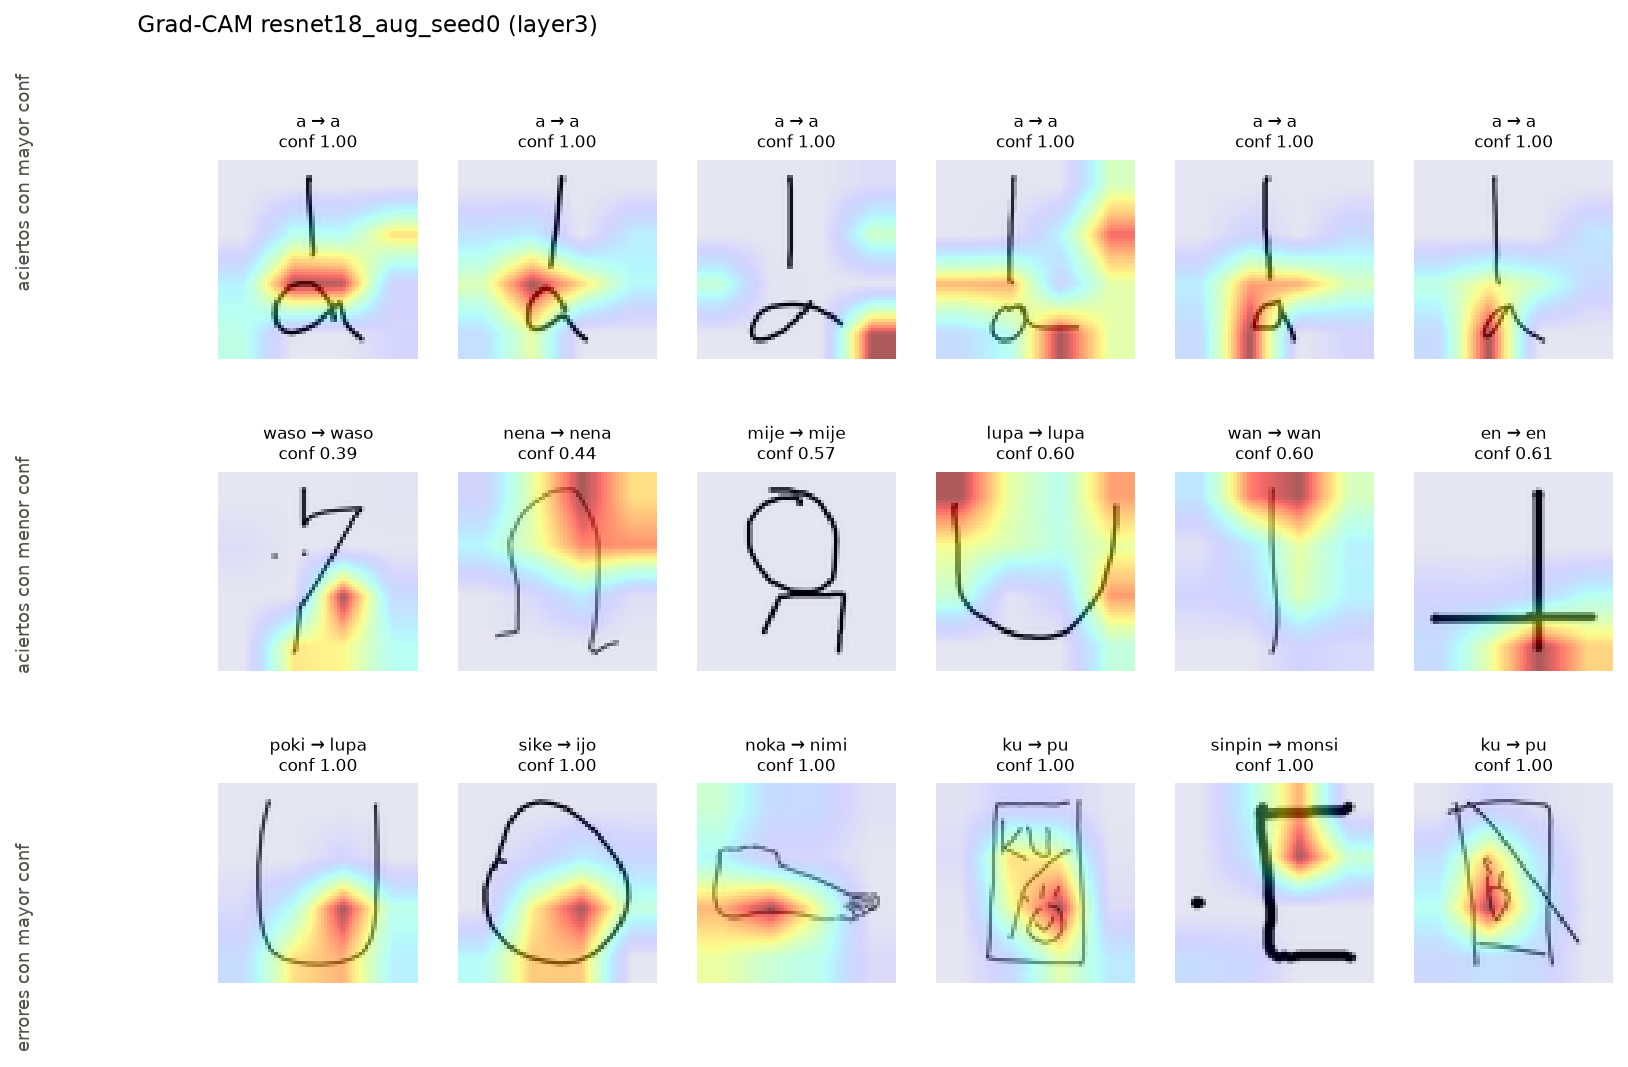 Grad-CAM resnet18_aug_seed0 (layer3)
aciertos con mayor conf
a → a
conf 1.00
a → a
conf 1.00
a → a
conf 1.00
a → a
conf 1.00
a → a
conf 1.00
a → a
conf 1.00
aciertos con menor conf
waso → waso
conf 0.39
nena → nena
conf 0.44
mije → mije
conf 0.57
lupa → lupa
conf 0.60
wan → wan
conf 0.60
en → en
conf 0.61
errores con mayor conf
poki → lupa
conf 1.00
sike → ijo
conf 1.00
noka → nimi
conf 1.00
ku → pu
conf 1.00
KU
sinpin → monsi
conf 1.00
ku → pu
conf 1.00